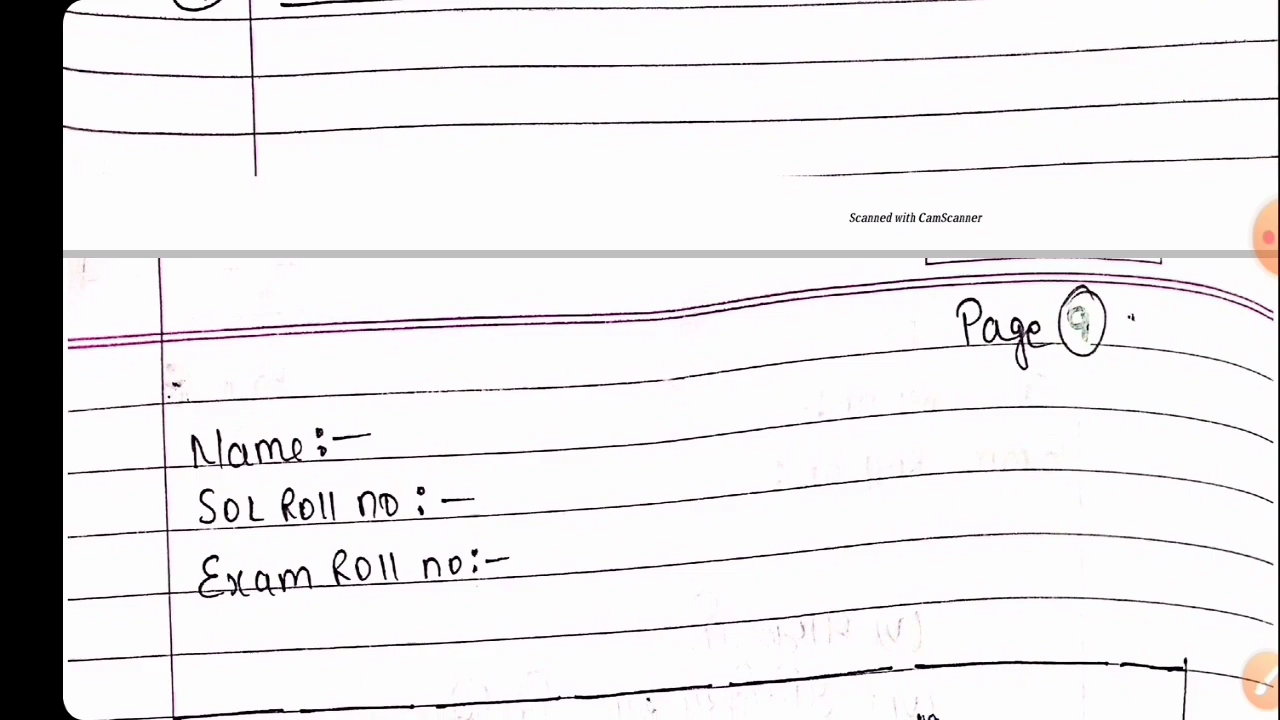 Scanned with CamScanner
Page 9
Name:-
SOL Roll no:-
Exam Roll no:-